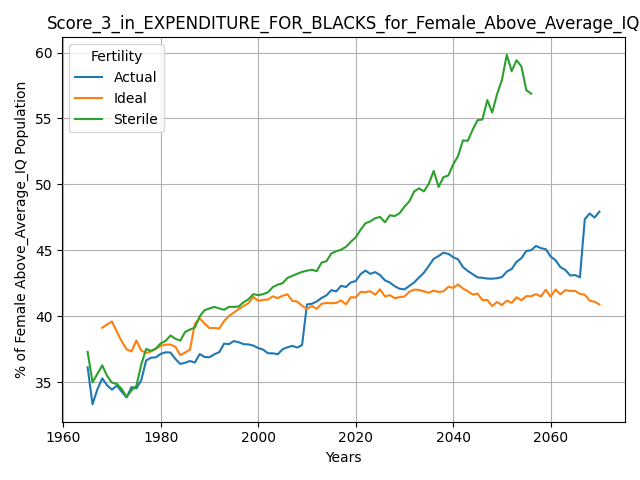 Score_3_in_EXPENDITURE_FOR_BLACKS_for_Female_Above_Average_IQ
Fertility
Actual
Ideal
Sterile
% of Female Above_Average_IQ Population
60
55
50
45
40
35
1960
1980
2000
2020
2040
2060
Years